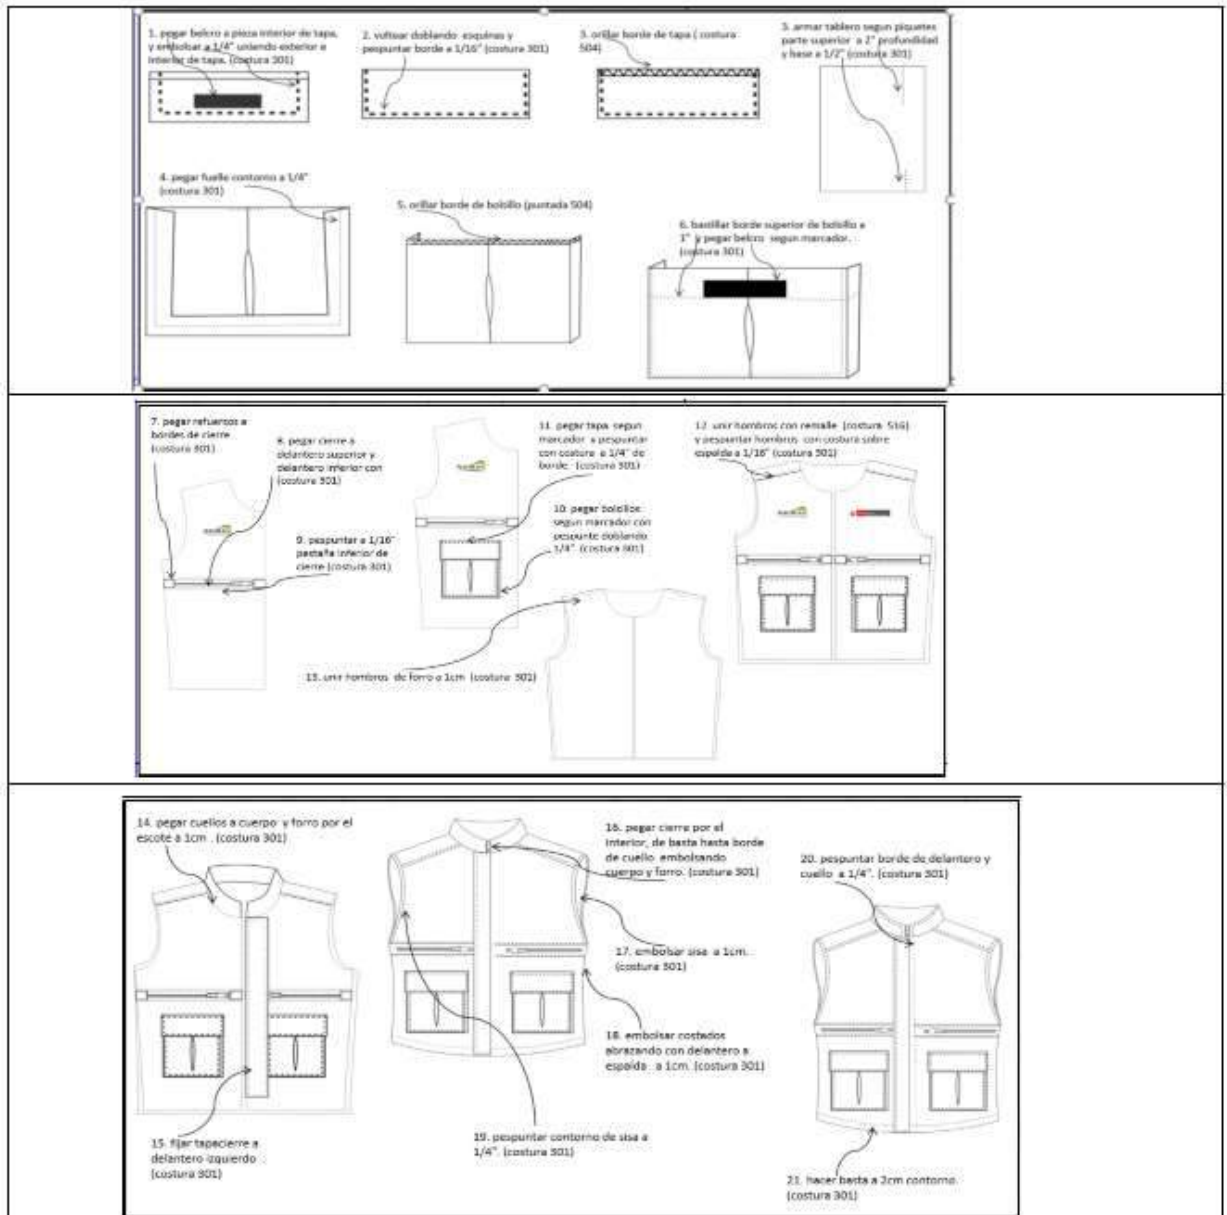 1. pegar belcro a pieza interior de tapa,
y embolsar a 1/4" uniendo exterior e
interior de tapa. (costura 301)
2. voltear doblando esquinas y
pespuntar borde a 1/16" (costura 301)
3. orillar borde de tapa ( costura
504)
3. armar tablero segun piquetes
parte superior a 2" profundidad
y base a 1/2" (costura 301)
4. pegar fuelle contorno a 1/4"
(costura 301)
5. orillar borde de bolsillo (puntada 504)
6. bastillar borde superior de bolsillo a
1" y pegar belcro segun marcador.
(costura 301)
7. pegar refuerzos a
bordes de cierre
(costura 301)
8. pegar cierre a
delantero superior y
delantero inferior con
(costura 301)
9. pespuntar a 1/16"
pestaña inferior de
cierre (costura 301)
11. pegar tapa segun
marcador a pespuntar
con costura a 1/4" de
borde. (costura 301)
10. pegar bolsillos
segun marcador con
pespunte doblando
1/4". (costura 301)
12. unir hombros con remalle (costura 516)
y pespuntar hombros con costura sobre
espalda a 1/16" (costura 301)
13. unir hombros de forro a 1cm (costura 301)
14. pegar cuellos a cuerpo y forro por el
escote a 1cm . (costura 301)
15. fijar tapacierre a
delantero izquierdo .
(costura 301)
16. pegar cierre por el
interior, de basta hasta borde
de cuello embolsando
cuerpo y forro. (costura 301)
17. embolsar sisa a 1cm.
(costura 301)
18. embolsar costados
abrazando con delantero a
espalda a 1cm. (costura 301)
19. pespuntar contorno de sisa a
1/4". (costura 301)
20. pespuntar borde de delantero y
cuello a 1/4". (costura 301)
21. hacer basta a 2cm contorno.
(costura 301)